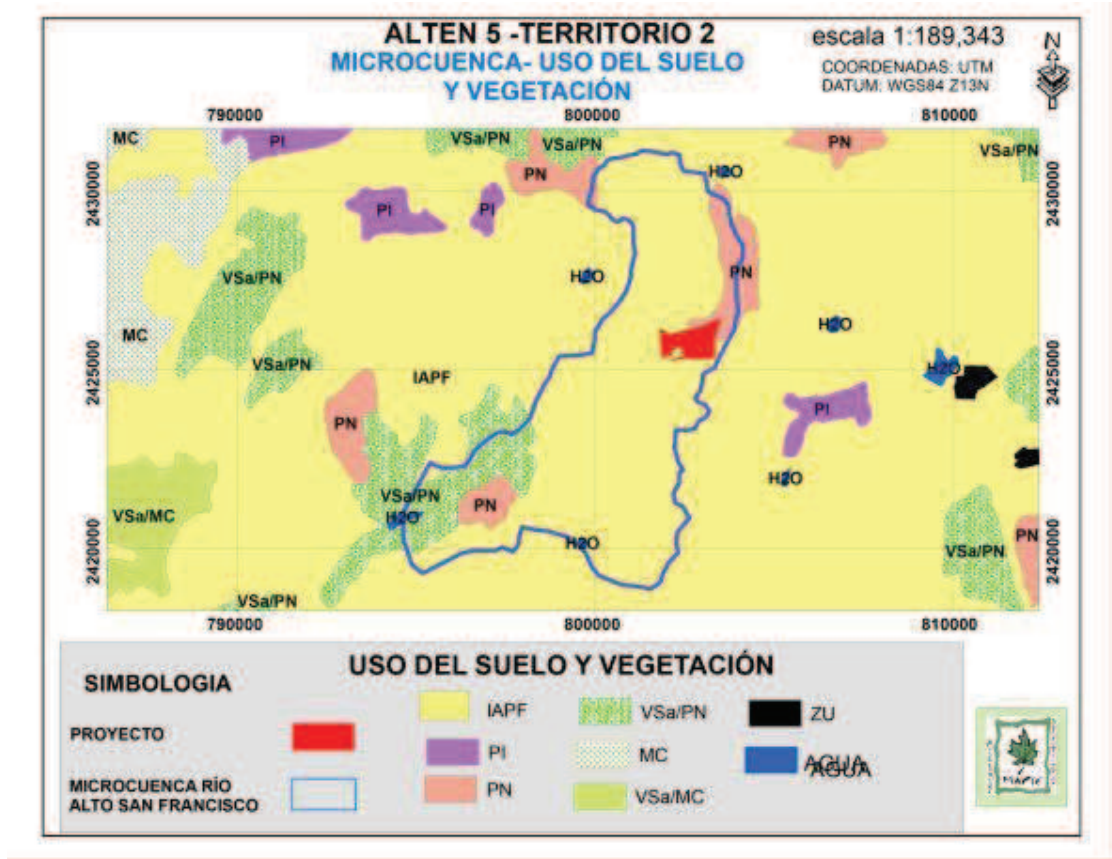 ALTEN 5 -TERRITORIO 2
MICROCUENCA- USO DEL SUELO
Y VEGETACIÓN
escala 1:189,343
COORDENADAS: UTM
DATUM: WGS84 Z13N
N
790000 800000 810000
MC PI VSa/PN VSa/PN PN VSa/PN
PN H2O
2430000 2430000
PI PI
VSa/PN H2O PN
MC H2O
VSa/PN IAPF H2O
2425000 2425000
PN PI
VSa/PN PN H2O
VSa/MC H2O
H2O VSa/PN PN
2420000 2420000
VSa/PN
790000 800000 810000
USO DEL SUELO Y VEGETACIÓN
SIMBOLOGIA
PROYECTO
MICROCUENCA RÍO
ALTO SAN FRANCISCO
IAPF
PI
PN
VSa/PN
MC
VSa/MC
ZU
AGUA
AGUA